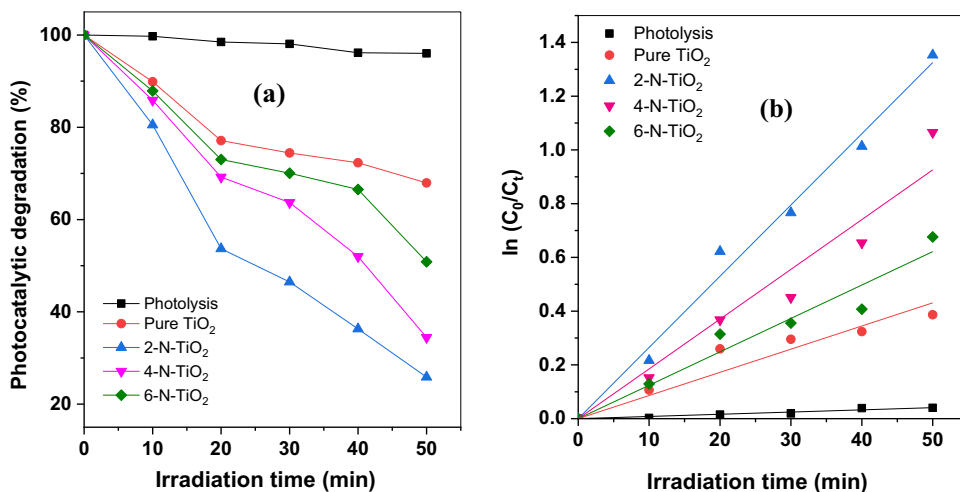 100
80
60
40
20
0
10
20
30
40
50
Photocatalytic degradation (%)
Irradiation time (min)
(a)
Photolysis
Pure TiO₂
2-N-TiO₂
4-N-TiO₂
6-N-TiO₂
1.4
1.2
1.0
0.8
0.6
0.4
0.2
0.0
0
10
20
30
40
50
ln (C₀/Cₜ)
Irradiation time (min)
(b)
Photolysis
Pure TiO₂
2-N-TiO₂
4-N-TiO₂
6-N-TiO₂